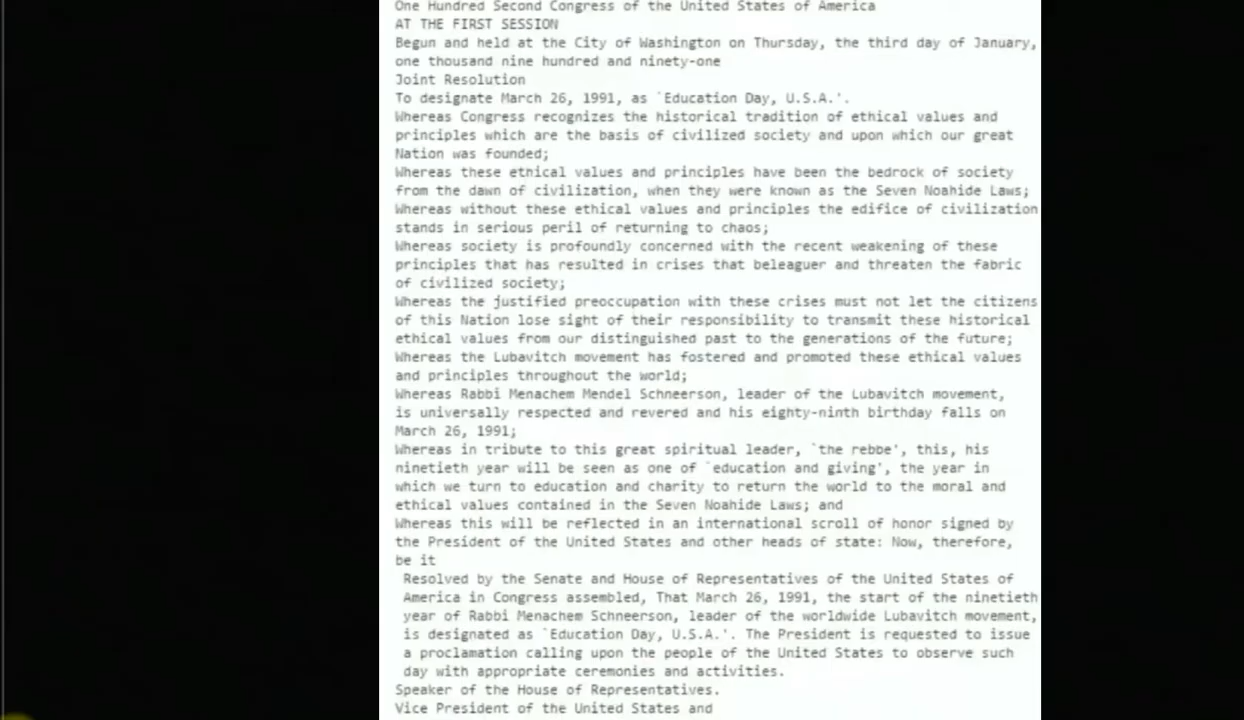 One Hundred Second Congress of the United States of America
AT THE FIRST SESSION
Begun and held at the City of Washington on Thursday, the third day of January,
one thousand nine hundred and ninety-one
Joint Resolution
To designate March 26, 1991, as `Education Day, U.S.A.'.
Whereas Congress recognizes the historical tradition of ethical values and
principles which are the basis of civilized society and upon which our great
Nation was founded;
Whereas these ethical values and principles have been the bedrock of society
from the dawn of civilization, when they were known as the Seven Noahide Laws;
Whereas without these ethical values and principles the edifice of civilization
stands in serious peril of returning to chaos;
Whereas society is profoundly concerned with the recent weakening of these
principles that has resulted in crises that beleaguer and threaten the fabric
of civilized society;
Whereas the justified preoccupation with these crises must not let the citizens
of this Nation lose sight of their responsibility to transmit these historical
ethical values from our distinguished past to the generations of the future;
Whereas the Lubavitch movement has fostered and promoted these ethical values
and principles throughout the world;
Whereas Rabbi Menachem Mendel Schneerson, leader of the Lubavitch movement,
is universally respected and revered and his eighty-ninth birthday falls on
March 26, 1991;
Whereas in tribute to this great spiritual leader, `the rebbe', this, his
ninetieth year will be seen as one of `education and giving', the year in
which we turn to education and charity to return the world to the moral and
ethical values contained in the Seven Noahide Laws; and
Whereas this will be reflected in an international scroll of honor signed by
the President of the United States and other heads of state: Now, therefore,
be it
Resolved by the Senate and House of Representatives of the United States of
America in Congress assembled, That March 26, 1991, the start of the ninetieth
year of Rabbi Menachem Schneerson, leader of the worldwide Lubavitch movement,
is designated as `Education Day, U.S.A.'. The President is requested to issue
a proclamation calling upon the people of the United States to observe such
day with appropriate ceremonies and activities.
Speaker of the House of Representatives.
Vice President of the United States and